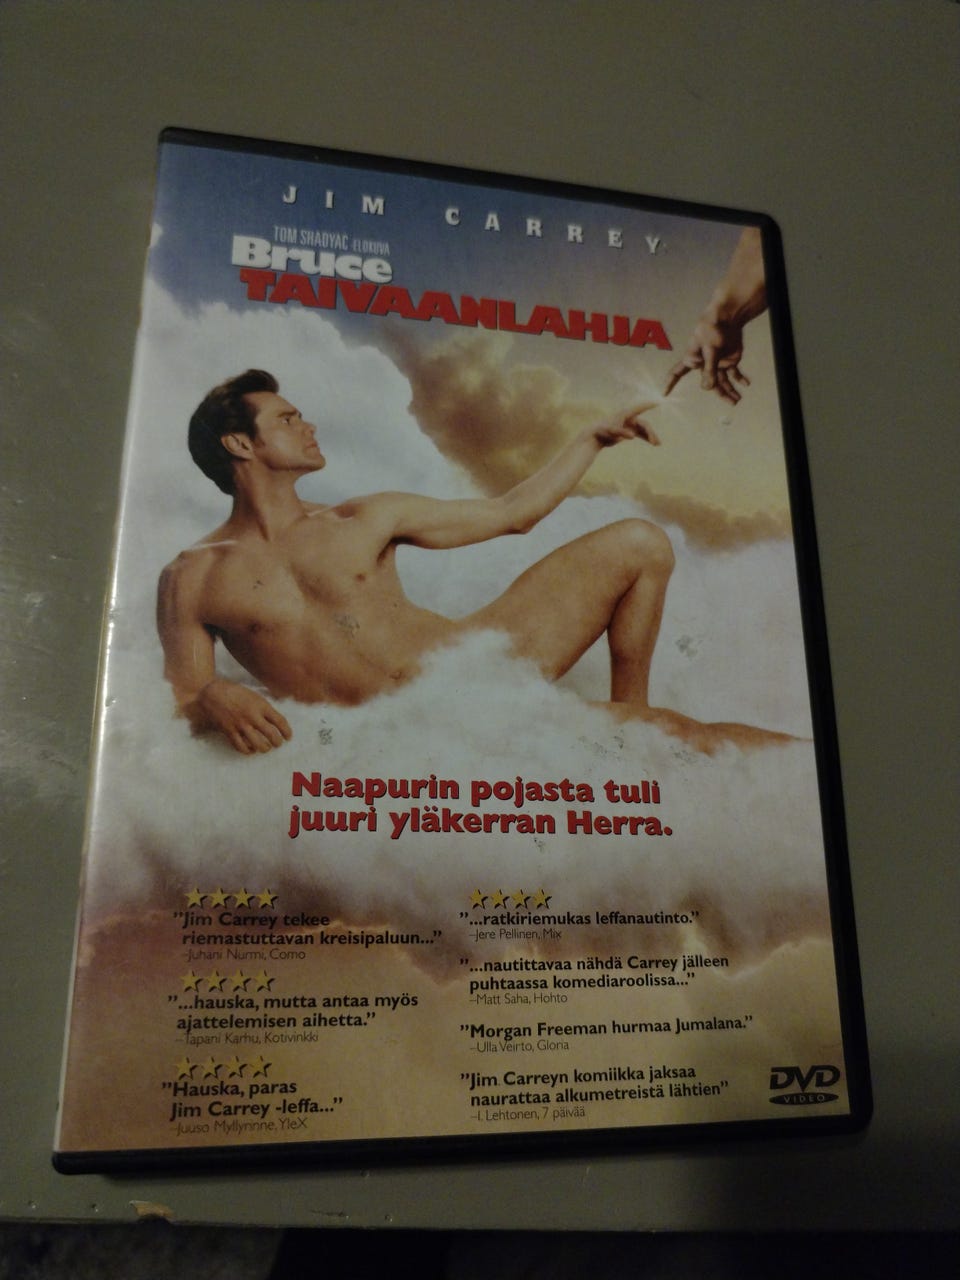 JIM CARREY
TOM SHADYAC -ELOKUVA
Bruce
TAIVAANLAHJA
Naapurin pojasta tuli
juuri yläkerran Herra.
"Jim Carrey tekee
riemastuttavan kreisipaluun..."
–Juhani Nurmi, Como
"...hauska, mutta antaa myös
ajattelemisen aihetta."
–Tapani Karhu, Kotivinkki
"Hauska, paras
Jim Carrey -leffa..."
–Juuso Myllyrinne, YleX
"...ratkiriemukas leffanautinto."
–Jere Pellinen, Mix
"...nautittavaa nähdä Carrey jälleen
puhtaassa komediaroolissa..."
–Matt Saha, Hohto
"Morgan Freeman hurmaa Jumalana."
–Ulla Veirto, Gloria
"Jim Carreyn komiikka jaksaa
naurattaa alkumetreistä lähtien"
–I. Lehtonen, 7 päivää
DVD
VIDEO